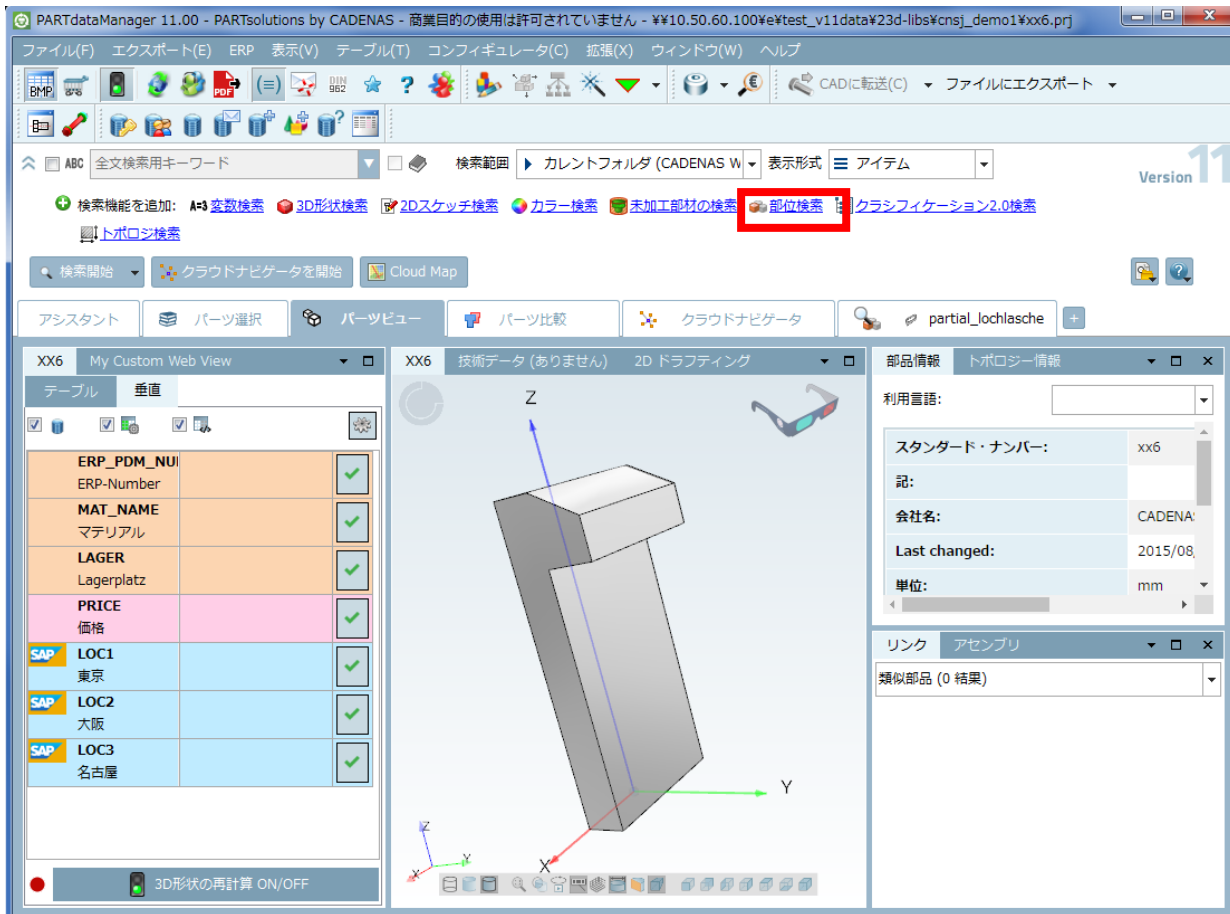 PARTdataManager 11.00 - PARTsolutions by CADENAS - 商業目的の使用は許可されていません - ¥¥10.50.60.100¥e¥test_v11data¥23d-libs¥cnsj_demo1¥xx6.prj
ファイル(F) エクスポート(E) ERP 表示(V) テーブル(T) コンフィギュレータ(C) 拡張(X) ウィンドウ(W) ヘルプ
BMP PDF (=) DIN 962 ? € CADに転送(C) ファイルにエクスポート
?
ABC 全文検索用キーワード 検索範囲 カレントフォルダ (CADENAS W 表示形式 アイテム
Version 11
検索機能を追加: A=3 変数検索 3D形状検索 2Dスケッチ検索 カラー検索 未加工部材の検索 部位検索 クラシフィケーション2.0検索
トポロジ検索
検索開始 クラウドナビゲータを開始 Cloud Map ?
アシスタント パーツ選択 パーツビュー パーツ比較 クラウドナビゲータ partial_lochlasche +
XX6 My Custom Web View
テーブル 垂直
ERP_PDM_NUI
ERP-Number
MAT_NAME
マテリアル
LAGER
Lagerplatz
PRICE
価格
SAP LOC1
東京
SAP LOC2
大阪
SAP LOC3
名古屋
3D形状の再計算 ON/OFF
XX6 技術データ (ありません) 2D ドラフティング
Z
Y
X
Z
Y
X
部品情報 トポロジー情報
利用言語:
スタンダード・ナンバー: xx6
記:
会社名: CADENA
Last changed: 2015/08
単位: mm
リンク アセンブリ
類似部品 (0 結果)